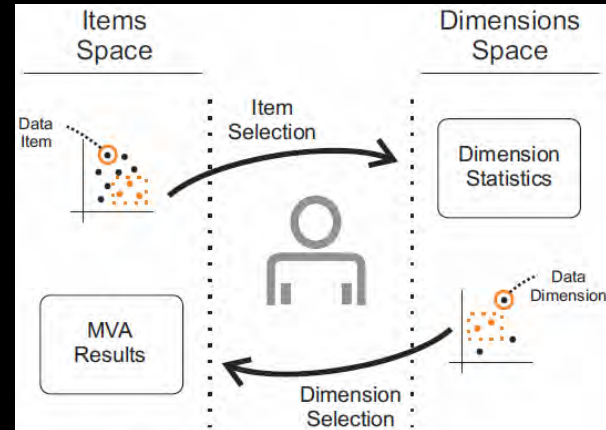 Items
Space
Dimensions
Space
Data
Item
Item
Selection
Dimension
Statistics
MVA
Results
Data
Dimension
Dimension
Selection